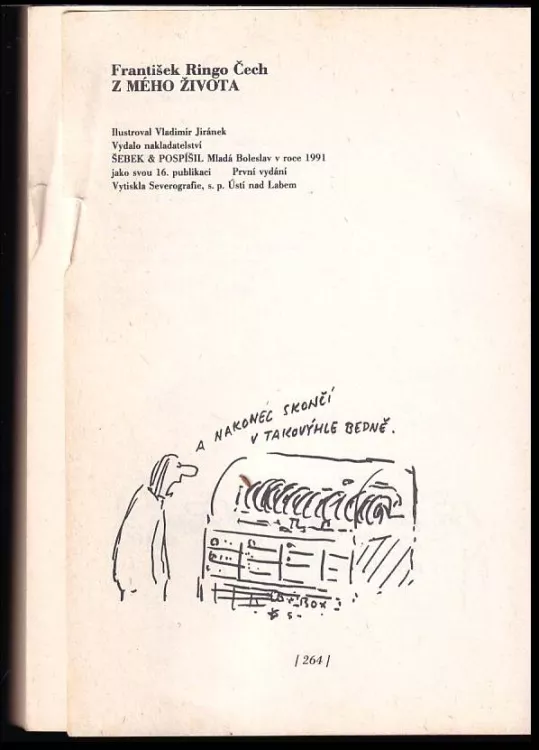 František Ringo Čech
Z MÉHO ŽIVOTA
Ilustroval Vladimír Jiránek
Vydalo nakladatelství
ŠEBEK & POSPÍŠIL Mladá Boleslav v roce 1991
jako svou 16. publikaci První vydání
Vytiskla Severografie, s. p. Ústí nad Labem
A NAKONEC SKONČÍ
V TAKOVÝHLE BEDNĚ.
BOX
/ 264 /